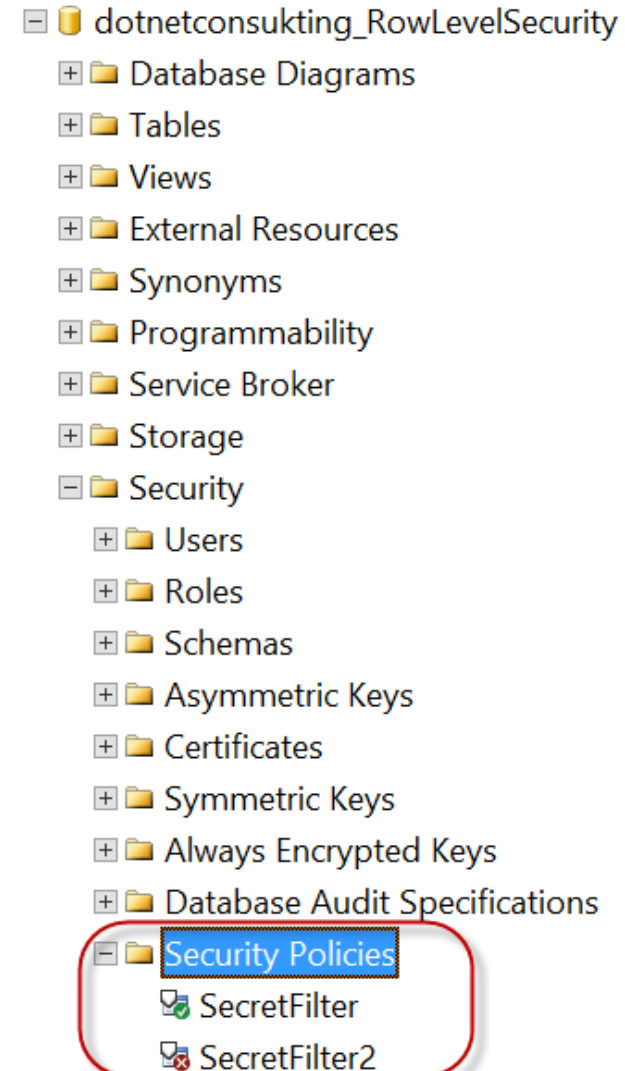 dotnetconsukting_RowLevelSecurity
Database Diagrams
Tables
Views
External Resources
Synonyms
Programmability
Service Broker
Storage
Security
Users
Roles
Schemas
Asymmetric Keys
Certificates
Symmetric Keys
Always Encrypted Keys
Database Audit Specifications
Security Policies
SecretFilter
SecretFilter2